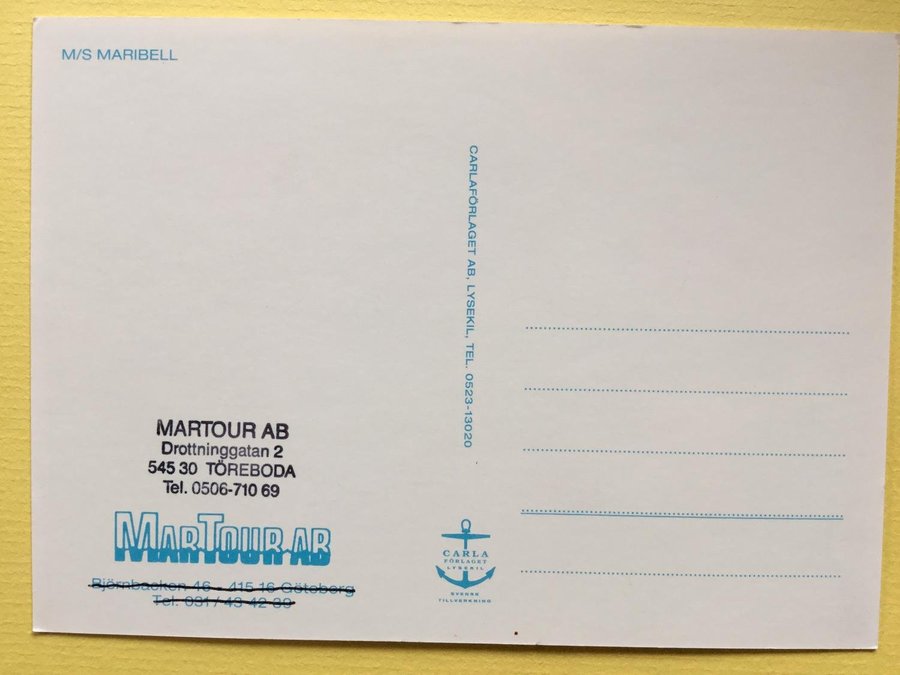 M/S MARIBELL
CARLAFÖRLAGET AB, LYSEKIL, TEL. 0523-13020
MARTOUR AB
Drottninggatan 2
545 30 TÖREBODA
Tel. 0506-710 69
MARTOUR AB
Björnbacken 46 - 415 16 Göteborg
Tel. 031 / 43 42 39
CARLA
FÖRLAGET
LYSEKIL
SVENSK
TILLVERKNING